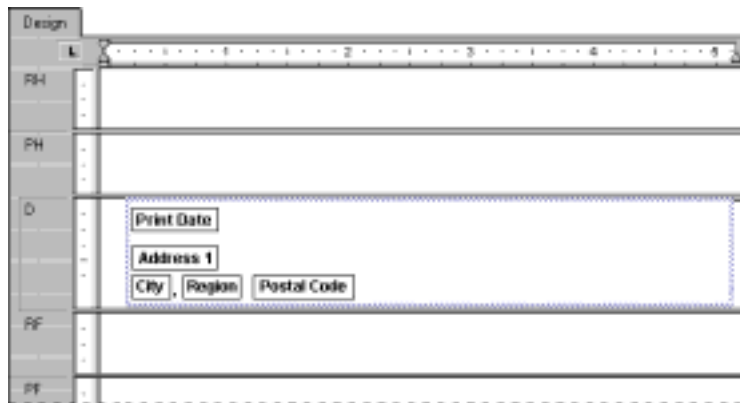 Design
L 1 2 3 4 5
RH
PH
D
Print Date
Address 1
City , Region Postal Code
RF
PF